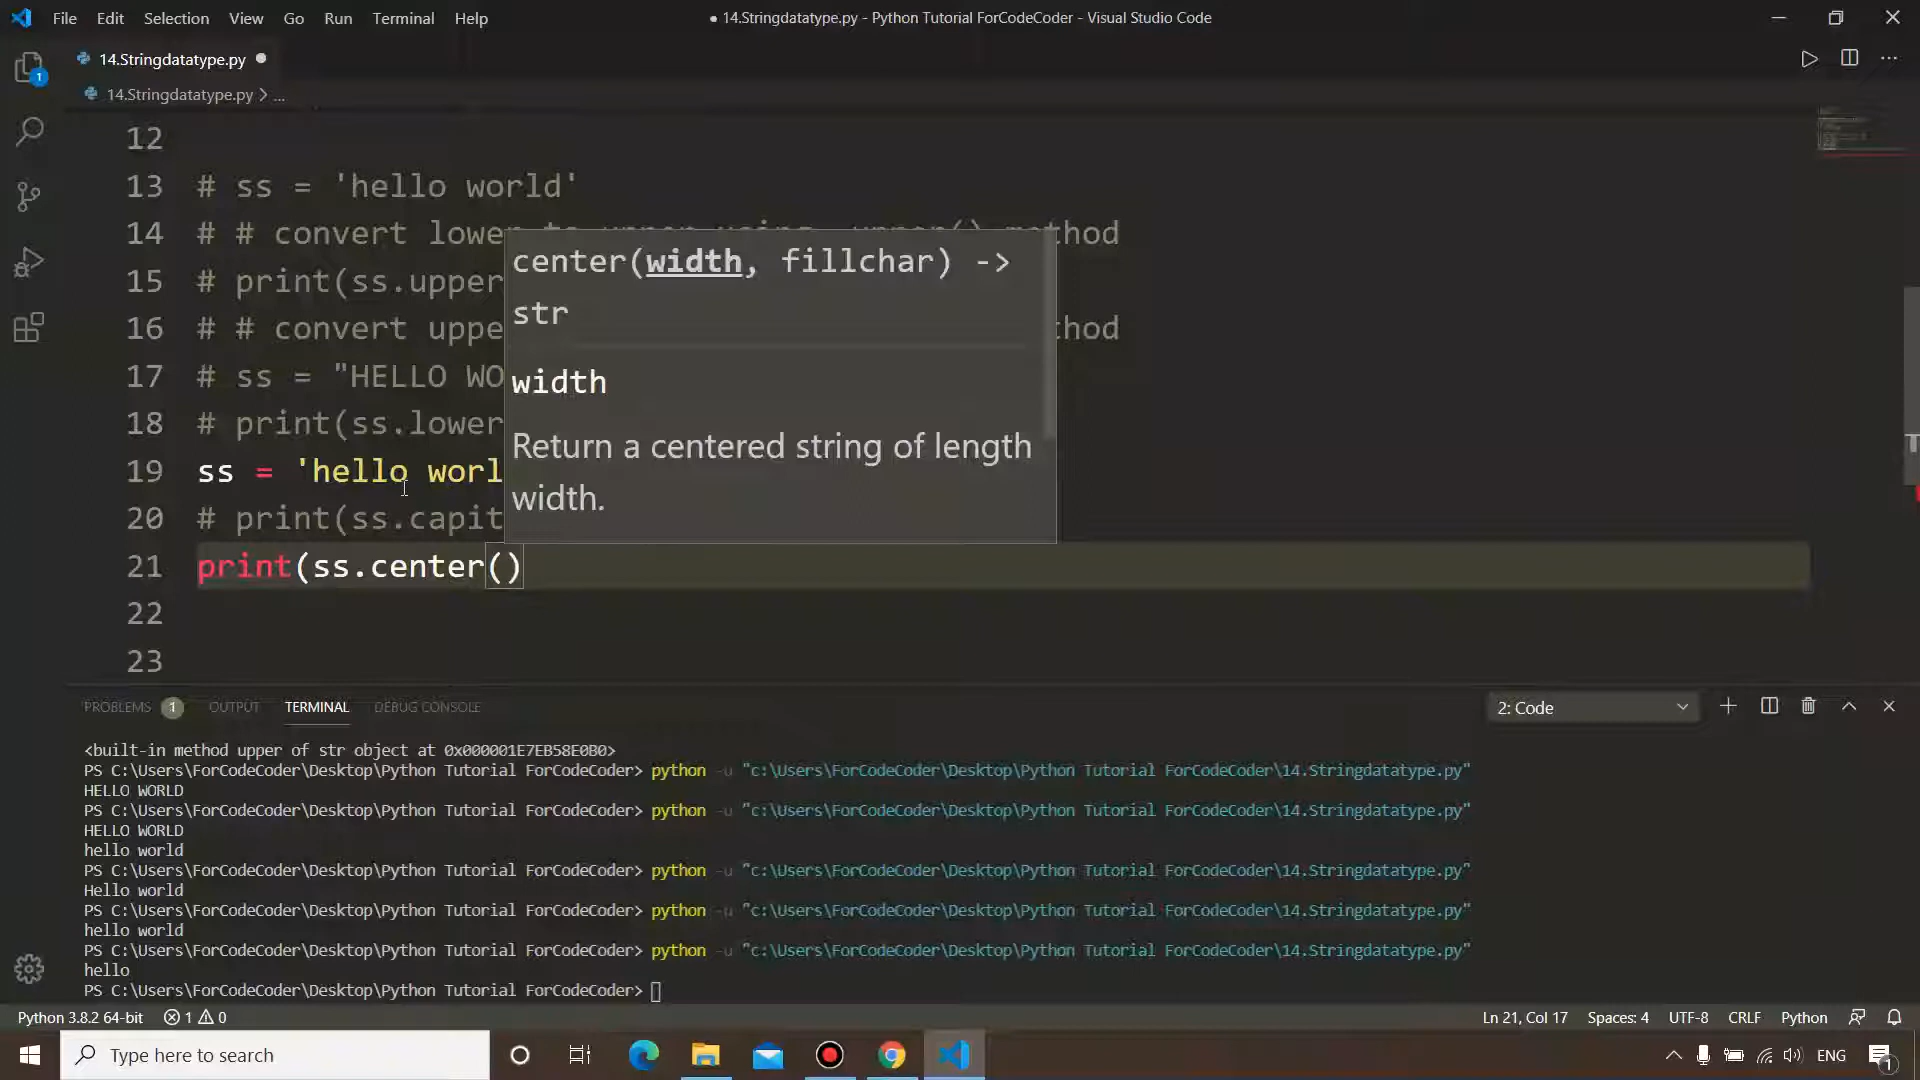 File Edit Selection View Go Run Terminal Help
● 14.Stringdatatype.py - Python Tutorial ForCodeCoder - Visual Studio Code
14.Stringdatatype.py
14.Stringdatatype.py > ...
12
13 # ss = 'hello world'
14 # # convert lower to upper using .upper() method
15 # print(ss.upper
16 # # convert uppe thod
17 # ss = "HELLO WO
18 # print(ss.lower
19 ss = 'hello worl
20 # print(ss.capit
21 print(ss.center()
22
23
center(width, fillchar) ->
str
width
Return a centered string of length
width.
1
PROBLEMS 1 OUTPUT TERMINAL DEBUG CONSOLE
2: Code
<built-in method upper of str object at 0x000001E7EB58E0B0>
PS C:\Users\ForCodeCoder\Desktop\Python Tutorial ForCodeCoder> python -u "c:\Users\ForCodeCoder\Desktop\Python Tutorial ForCodeCoder\14.Stringdatatype.py"
HELLO WORLD
PS C:\Users\ForCodeCoder\Desktop\Python Tutorial ForCodeCoder> python -u "c:\Users\ForCodeCoder\Desktop\Python Tutorial ForCodeCoder\14.Stringdatatype.py"
HELLO WORLD
hello world
PS C:\Users\ForCodeCoder\Desktop\Python Tutorial ForCodeCoder> python -u "c:\Users\ForCodeCoder\Desktop\Python Tutorial ForCodeCoder\14.Stringdatatype.py"
Hello world
PS C:\Users\ForCodeCoder\Desktop\Python Tutorial ForCodeCoder> python -u "c:\Users\ForCodeCoder\Desktop\Python Tutorial ForCodeCoder\14.Stringdatatype.py"
hello world
PS C:\Users\ForCodeCoder\Desktop\Python Tutorial ForCodeCoder> python -u "c:\Users\ForCodeCoder\Desktop\Python Tutorial ForCodeCoder\14.Stringdatatype.py"
hello
PS C:\Users\ForCodeCoder\Desktop\Python Tutorial ForCodeCoder>
Python 3.8.2 64-bit 1 0 Ln 21, Col 17 Spaces: 4 UTF-8 CRLF Python
Type here to search
ENG
1